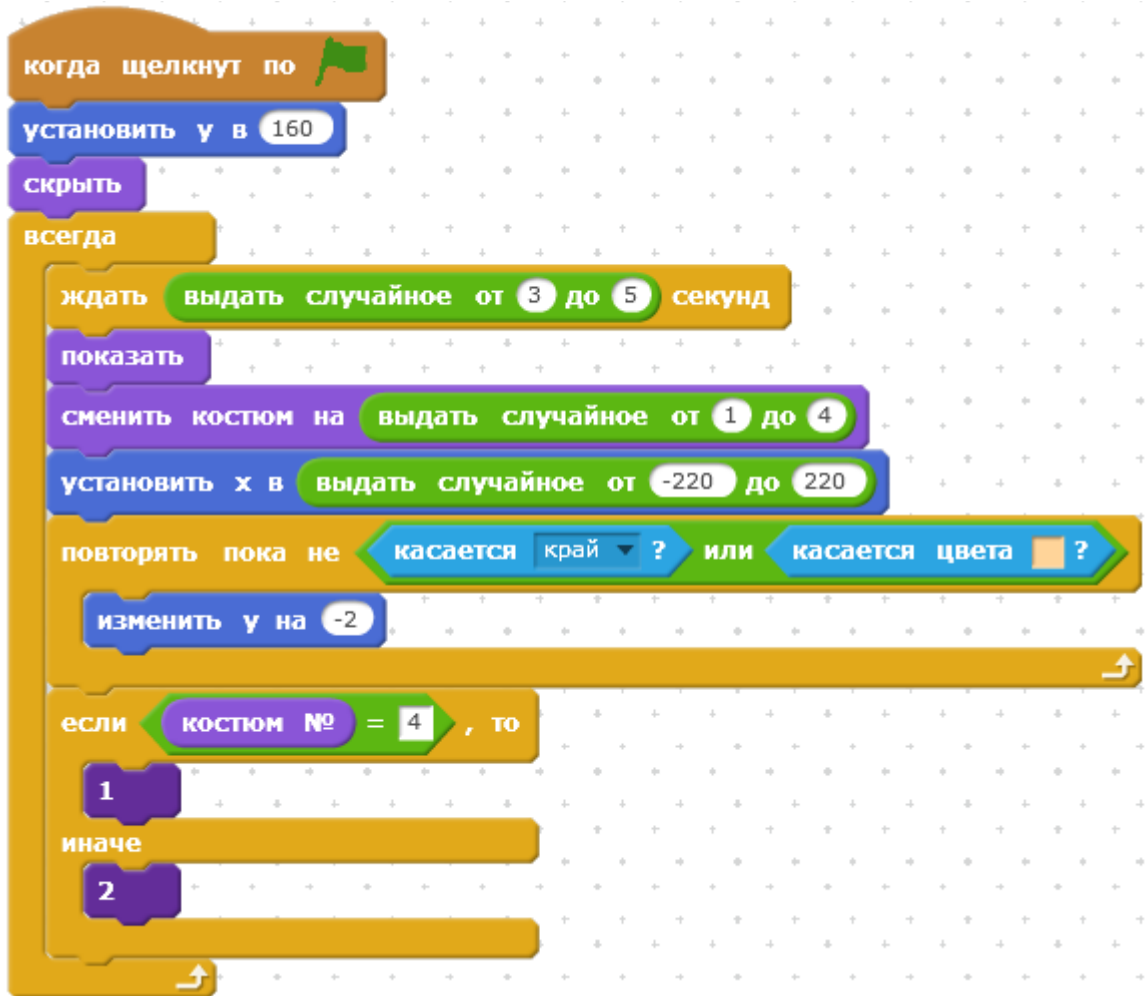 когда щелкнут по
установить y в 160
скрыть
всегда
ждать выдать случайное от 3 до 5 секунд
показать
сменить костюм на выдать случайное от 1 до 4
установить x в выдать случайное от -220 до 220
повторять пока не касается край ? или касается цвета ?
изменить y на -2
если костюм № = 4 , то
1
иначе
2